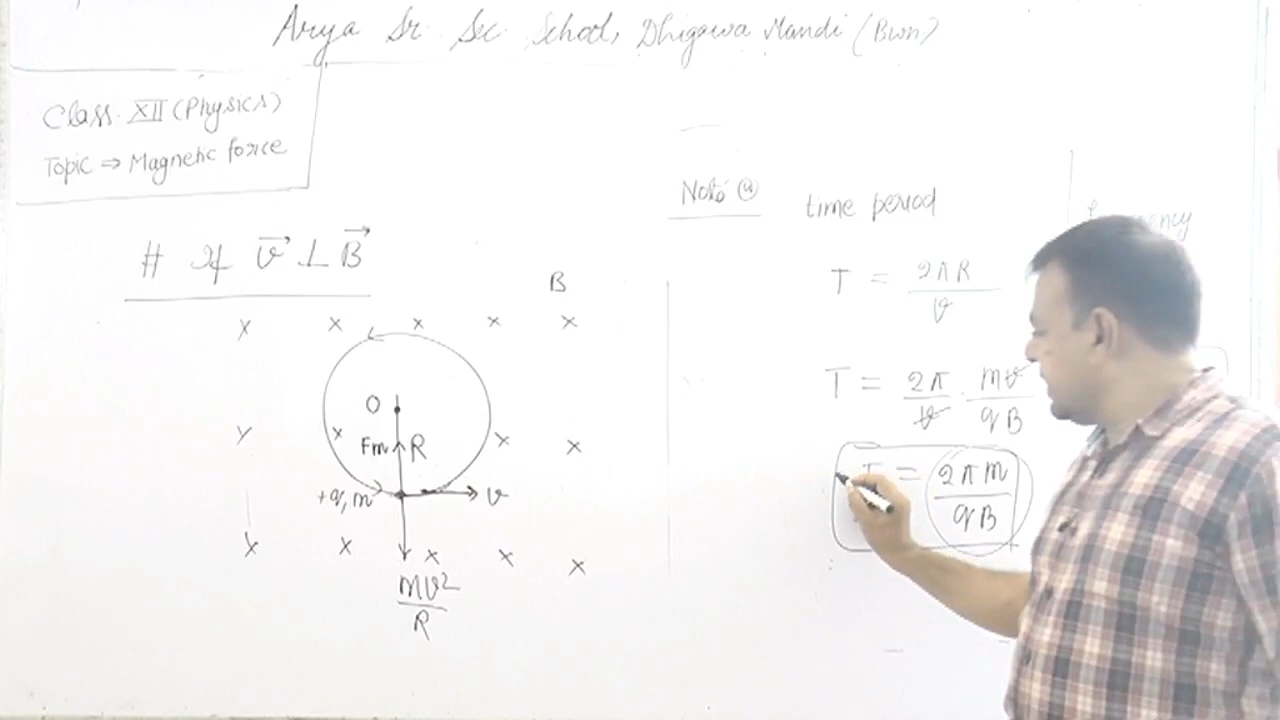 Arya Sr. Sec. School, Dhigawa Mandi (Bwn)
Class. XII (Physics)
Topic ⇒ Magnetic force
# If v⃗ ⊥ B⃗
B
x x x x x
O
Fm R
x x x x
+q, m v
x x x x x x
mv²/R
Note @ time period
T = 2πR/v
T = 2π/v · mv/qB
T = 2πm/qB